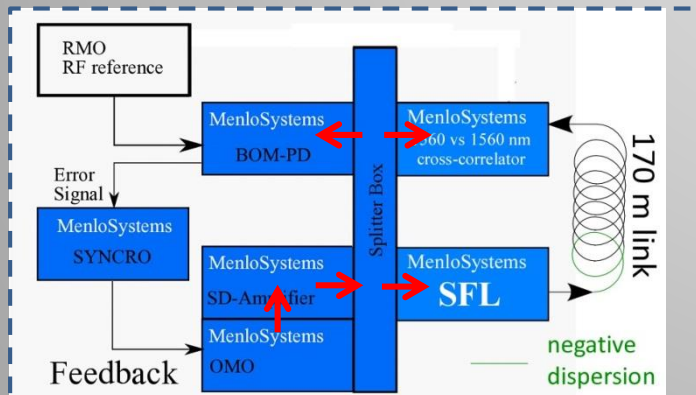 RMO
RF reference
MenloSystems
BOM-PD
Splitter Box
MenloSystems
560 vs 1560 nm
cross-correlator
170 m link
Error
Signal
MenloSystems
SYNCRO
MenloSystems
SD-Amplifier
MenloSystems
SFL
MenloSystems
OMO
Feedback
negative
dispersion